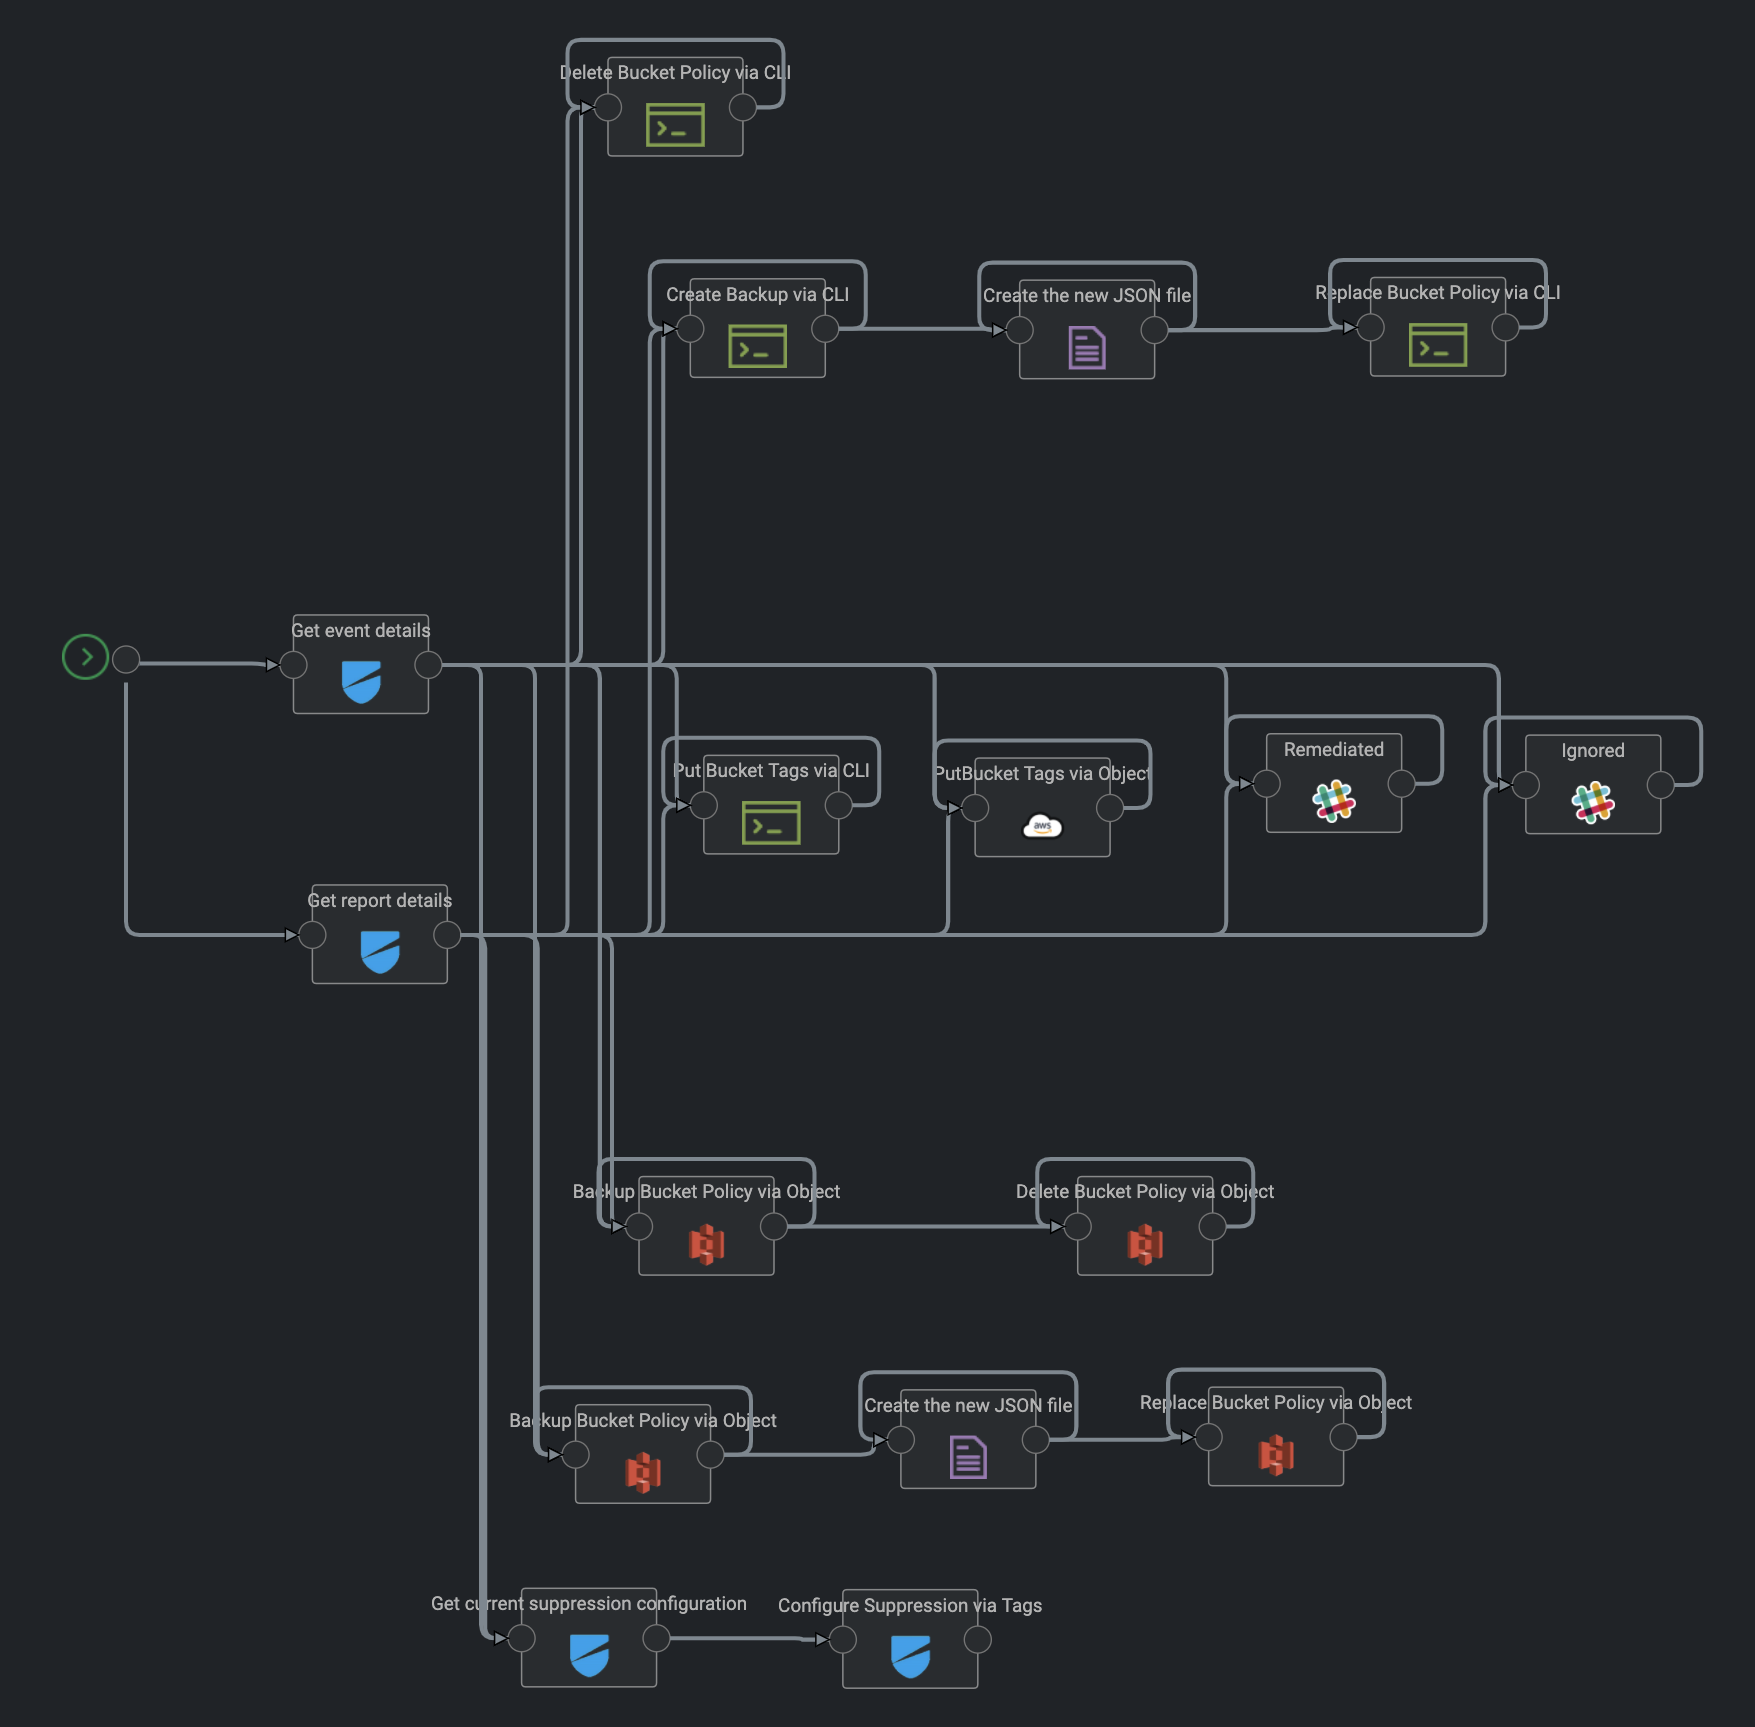 Delete Bucket Policy via CLI
Create Backup via CLI
Create the new JSON file
Replace Bucket Policy via CLI
Get event details
Put Bucket Tags via CLI
PutBucket Tags via Object
aws
Remediated
Ignored
Get report details
Backup Bucket Policy via Object
Delete Bucket Policy via Object
Backup Bucket Policy via Object
Create the new JSON file
Replace Bucket Policy via Object
Get current suppression configuration
Configure Suppression via Tags